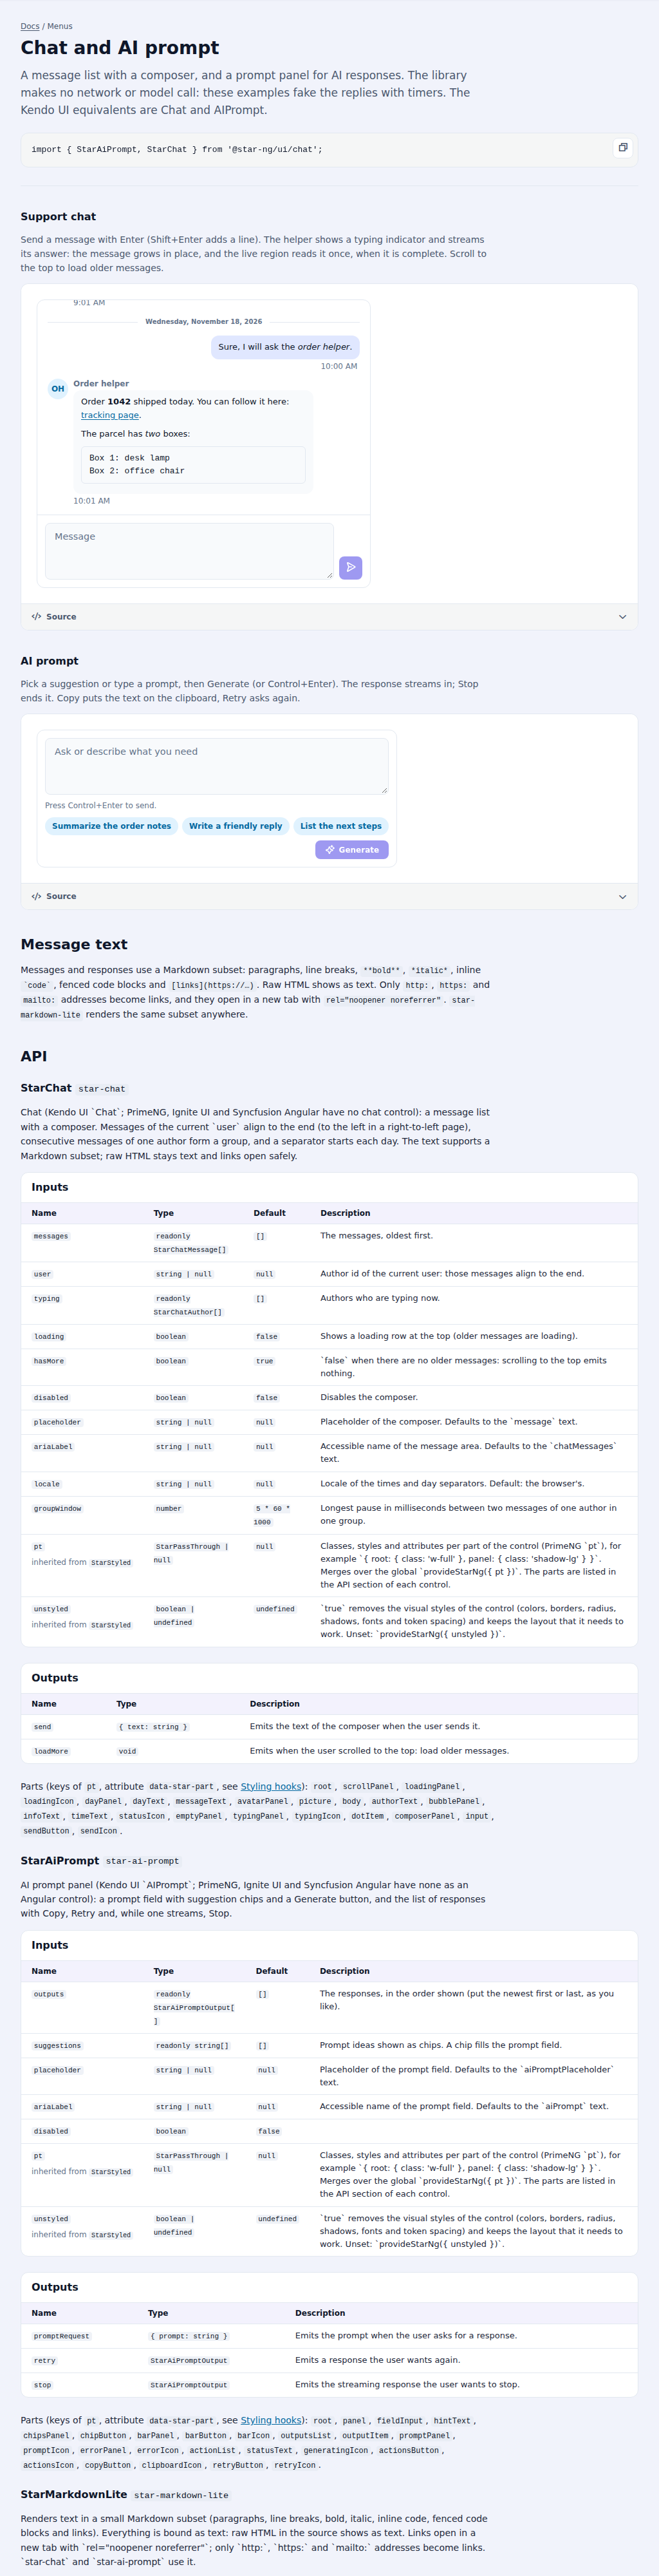 Docs / Menus
Chat and AI prompt
A message list with a composer, and a prompt panel for AI responses. The library
makes no network or model call: these examples fake the replies with timers. The
Kendo UI equivalents are Chat and AIPrompt.
import { StarAiPrompt, StarChat } from '@star-ng/ui/chat';
Support chat
Send a message with Enter (Shift+Enter adds a line). The helper shows a typing indicator and streams
its answer: the message grows in place, and the live region reads it once, when it is complete. Scroll to
the top to load older messages.
9:01 AM
Wednesday, November 18, 2026
Sure, I will ask the order helper.
10:00 AM
OH
Order helper
Order 1042 shipped today. You can follow it here:
tracking page.
The parcel has two boxes:
Box 1: desk lamp
Box 2: office chair
10:01 AM
Message
Source
AI prompt
Pick a suggestion or type a prompt, then Generate (or Control+Enter). The response streams in; Stop
ends it. Copy puts the text on the clipboard, Retry asks again.
Ask or describe what you need
Press Control+Enter to send.
Summarize the order notes Write a friendly reply List the next steps
Generate
Source
Message text
Messages and responses use a Markdown subset: paragraphs, line breaks, **bold**, *italic*, inline
`code`, fenced code blocks and [links](https://…). Raw HTML shows as text. Only http:, https: and
mailto: addresses become links, and they open in a new tab with rel="noopener noreferrer". star-
markdown-lite renders the same subset anywhere.
API
StarChat star-chat
Chat (Kendo UI `Chat`; PrimeNG, Ignite UI and Syncfusion Angular have no chat control): a message list
with a composer. Messages of the current `user` align to the end (to the left in a right-to-left page),
consecutive messages of one author form a group, and a separator starts each day. The text supports a
Markdown subset; raw HTML stays text and links open safely.
Inputs
Name Type Default Description
messages readonly [] The messages, oldest first.
StarChatMessage[]
user string | null null Author id of the current user: those messages align to the end.
typing readonly [] Authors who are typing now.
StarChatAuthor[]
loading boolean false Shows a loading row at the top (older messages are loading).
hasMore boolean true `false` when there are no older messages: scrolling to the top emits
nothing.
disabled boolean false Disables the composer.
placeholder string | null null Placeholder of the composer. Defaults to the `message` text.
ariaLabel string | null null Accessible name of the message area. Defaults to the `chatMessages`
text.
locale string | null null Locale of the times and day separators. Default: the browser's.
groupWindow number 5 * 60 * Longest pause in milliseconds between two messages of one author in
1000 one group.
pt StarPassThrough | null Classes, styles and attributes per part of the control (PrimeNG `pt`), for
inherited from StarStyled null example `{ root: { class: 'w-full' }, panel: { class: 'shadow-lg' } }`.
Merges over the global `provideStarNg({ pt })`. The parts are listed in
the API section of each control.
unstyled boolean | undefined `true` removes the visual styles of the control (colors, borders, radius,
inherited from StarStyled undefined shadows, fonts and token spacing) and keeps the layout that it needs to
work. Unset: `provideStarNg({ unstyled })`.
Outputs
Name Type Description
send { text: string } Emits the text of the composer when the user sends it.
loadMore void Emits when the user scrolled to the top: load older messages.
Parts (keys of pt, attribute data-star-part, see Styling hooks): root, scrollPanel, loadingPanel,
loadingIcon, dayPanel, dayText, messageText, avatarPanel, picture, body, authorText, bubblePanel,
infoText, timeText, statusIcon, emptyPanel, typingPanel, typingIcon, dotItem, composerPanel, input,
sendButton, sendIcon.
StarAiPrompt star-ai-prompt
AI prompt panel (Kendo UI `AIPrompt`; PrimeNG, Ignite UI and Syncfusion Angular have none as an
Angular control): a prompt field with suggestion chips and a Generate button, and the list of responses
with Copy, Retry and, while one streams, Stop.
Inputs
Name Type Default Description
outputs readonly [] The responses, in the order shown (put the newest first or last, as you
StarAiPromptOutput[ like).
]
suggestions readonly string[] [] Prompt ideas shown as chips. A chip fills the prompt field.
placeholder string | null null Placeholder of the prompt field. Defaults to the `aiPromptPlaceholder`
text.
ariaLabel string | null null Accessible name of the prompt field. Defaults to the `aiPrompt` text.
disabled boolean false
pt StarPassThrough | null Classes, styles and attributes per part of the control (PrimeNG `pt`), for
inherited from StarStyled null example `{ root: { class: 'w-full' }, panel: { class: 'shadow-lg' } }`.
Merges over the global `provideStarNg({ pt })`. The parts are listed in
the API section of each control.
unstyled boolean | undefined `true` removes the visual styles of the control (colors, borders, radius,
inherited from StarStyled undefined shadows, fonts and token spacing) and keeps the layout that it needs to
work. Unset: `provideStarNg({ unstyled })`.
Outputs
Name Type Description
promptRequest { prompt: string } Emits the prompt when the user asks for a response.
retry StarAiPromptOutput Emits a response the user wants again.
stop StarAiPromptOutput Emits the streaming response the user wants to stop.
Parts (keys of pt, attribute data-star-part, see Styling hooks): root, panel, fieldInput, hintText,
chipsPanel, chipButton, barPanel, barButton, barIcon, outputsList, outputItem, promptPanel,
promptIcon, errorPanel, errorIcon, actionList, statusText, generatingIcon, actionsButton,
actionsIcon, copyButton, clipboardIcon, retryButton, retryIcon.
StarMarkdownLite star-markdown-lite
Renders text in a small Markdown subset (paragraphs, line breaks, bold, italic, inline code, fenced code
blocks and links). Everything is bound as text: raw HTML in the source shows as text. Links open in a
new tab with `rel="noopener noreferrer"`; only `http:`, `https:` and `mailto:` addresses become links.
`star-chat` and `star-ai-prompt` use it.